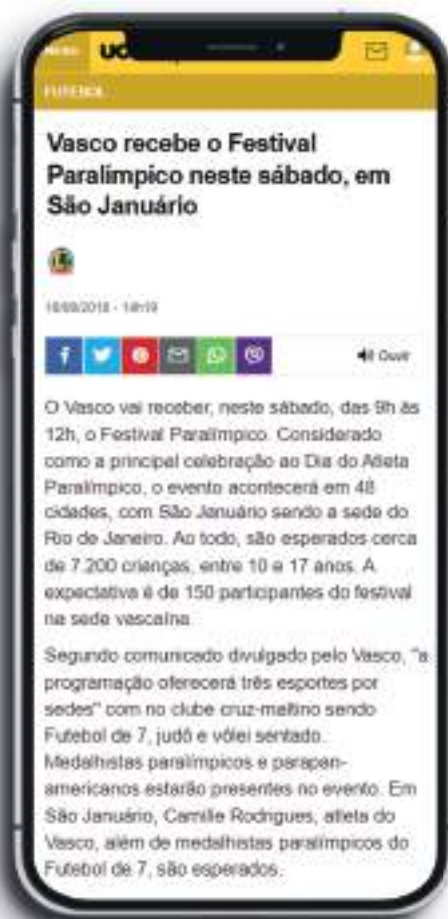 MENU
UO
FUTEBOL
Vasco recebe o Festival
Paralímpico neste sábado, em
São Januário
14h19
Ouvir
O Vasco vai receber, neste sábado, das 9h às
12h, o Festival Paralímpico. Considerado
como a principal celebração ao Dia do Atleta
Paralímpico, o evento acontecerá em 48
cidades, com São Januário sendo a sede do
Rio de Janeiro. Ao todo, são esperados cerca
de 7.200 crianças, entre 10 e 17 anos. A
expectativa é de 150 participantes do festival
na sede vascaína.
Segundo comunicado divulgado pelo Vasco, "a
programação oferecerá três esportes por
sedes" com no clube cruz-maltino sendo
Futebol de 7, judô e vôlei sentado.
Medalhistas paralímpicos e parapan-
americanos estarão presentes no evento. Em
São Januário, Camille Rodrigues, atleta do
Vasco, além de medalhistas paralímpicos do
Futebol de 7, são esperados.